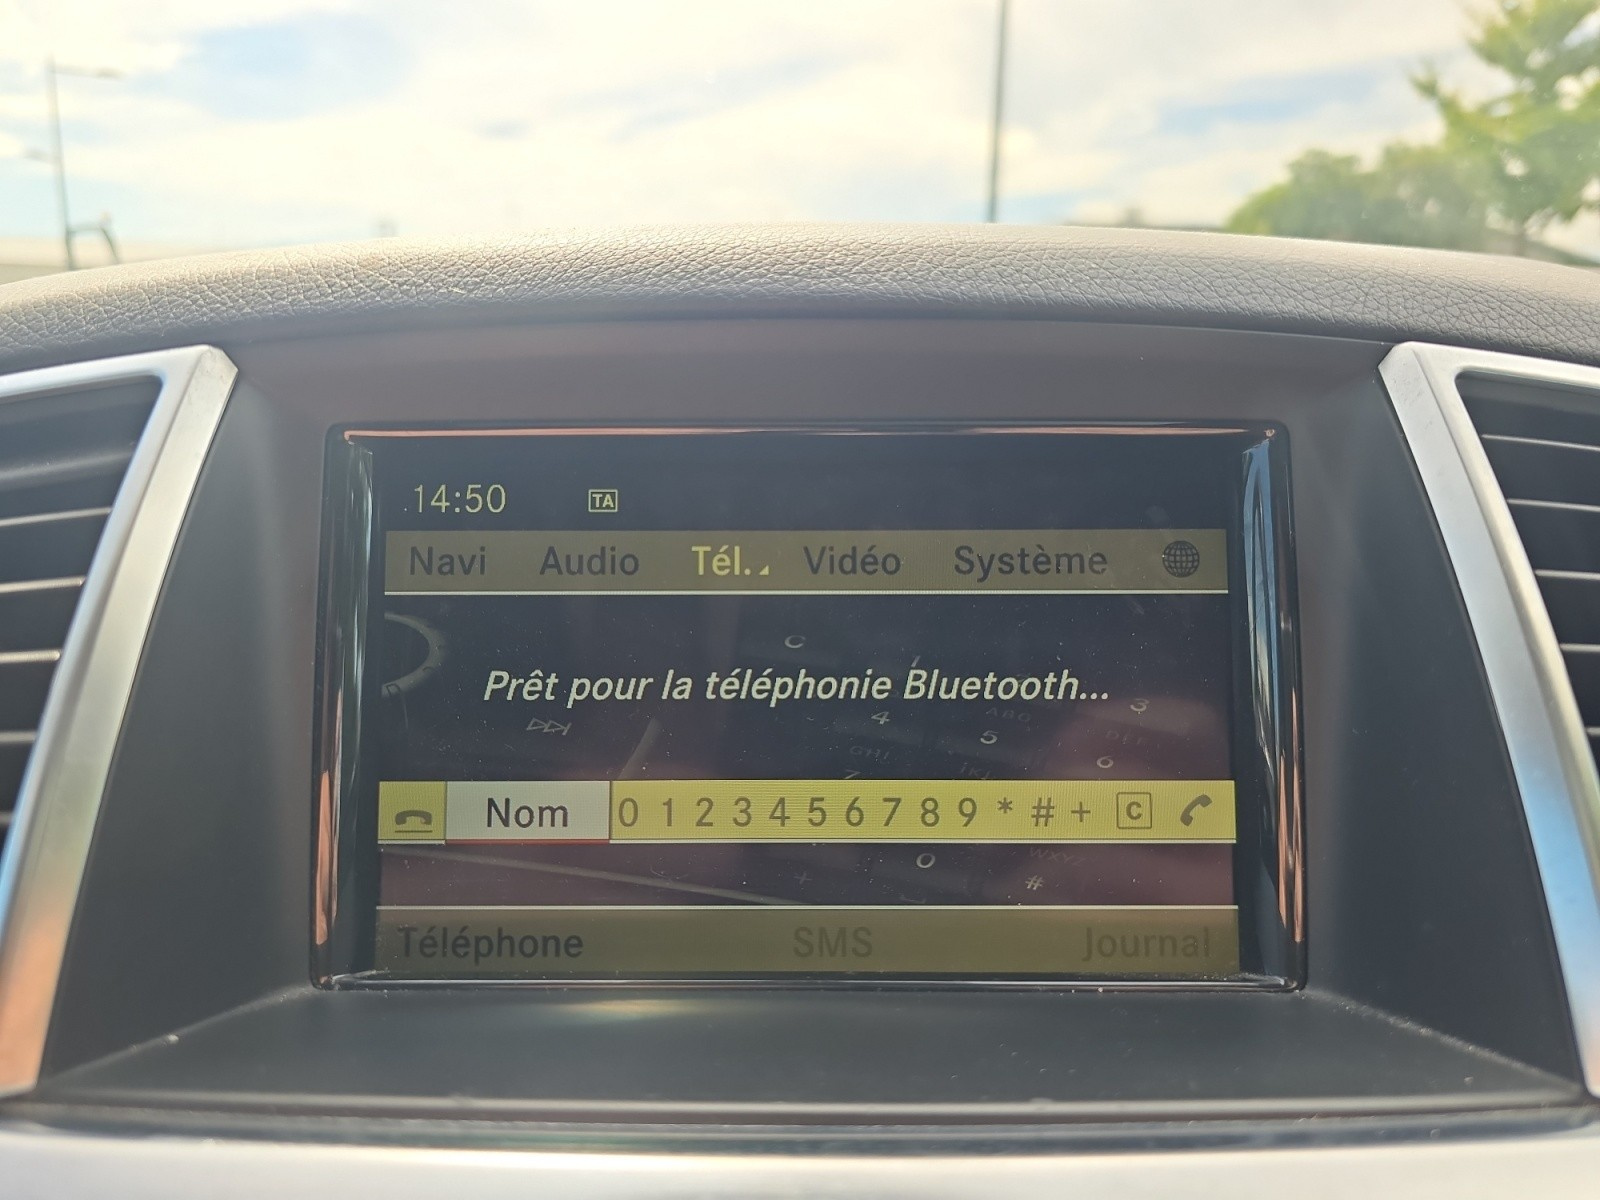 14:50 TA
Navi Audio Tél. Vidéo Système
Prêt pour la téléphonie Bluetooth...
Nom 0 1 2 3 4 5 6 7 8 9 * # + C
Téléphone SMS Journal